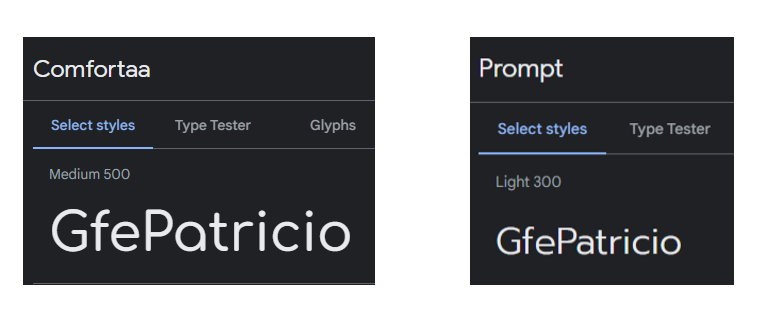 Comfortaa
Select styles Type Tester Glyphs
Medium 500
GfePatricio
Prompt
Select styles Type Tester
Light 300
GfePatricio